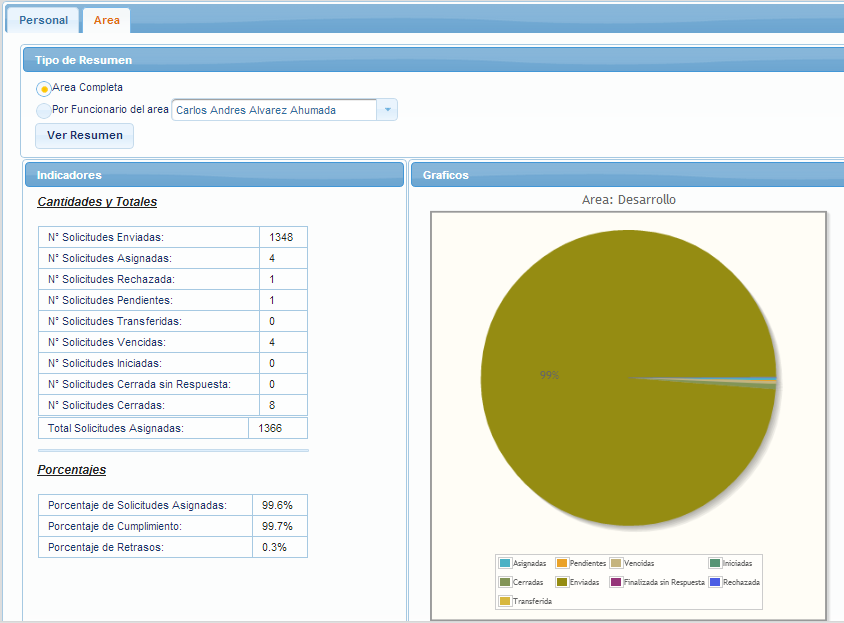 Personal Area
Tipo de Resumen
Area Completa
Por Funcionario del area Carlos Andres Alvarez Ahumada
Ver Resumen
Indicadores
Cantidades y Totales
N° Solicitudes Enviadas: 1348
N° Solicitudes Asignadas: 4
N° Solicitudes Rechazada: 1
N° Solicitudes Pendientes: 1
N° Solicitudes Transferidas: 0
N° Solicitudes Vencidas: 4
N° Solicitudes Iniciadas: 0
N° Solicitudes Cerrada sin Respuesta: 0
N° Solicitudes Cerradas: 8
Total Solicitudes Asignadas: 1366
Porcentajes
Porcentaje de Solicitudes Asignadas: 99.6%
Porcentaje de Cumplimiento: 99.7%
Porcentaje de Retrasos: 0.3%
Graficos
Area: Desarrollo
99%
Asignadas Pendientes Vencidas Iniciadas
Cerradas Enviadas Finalizada sin Respuesta Rechazada
Transferida